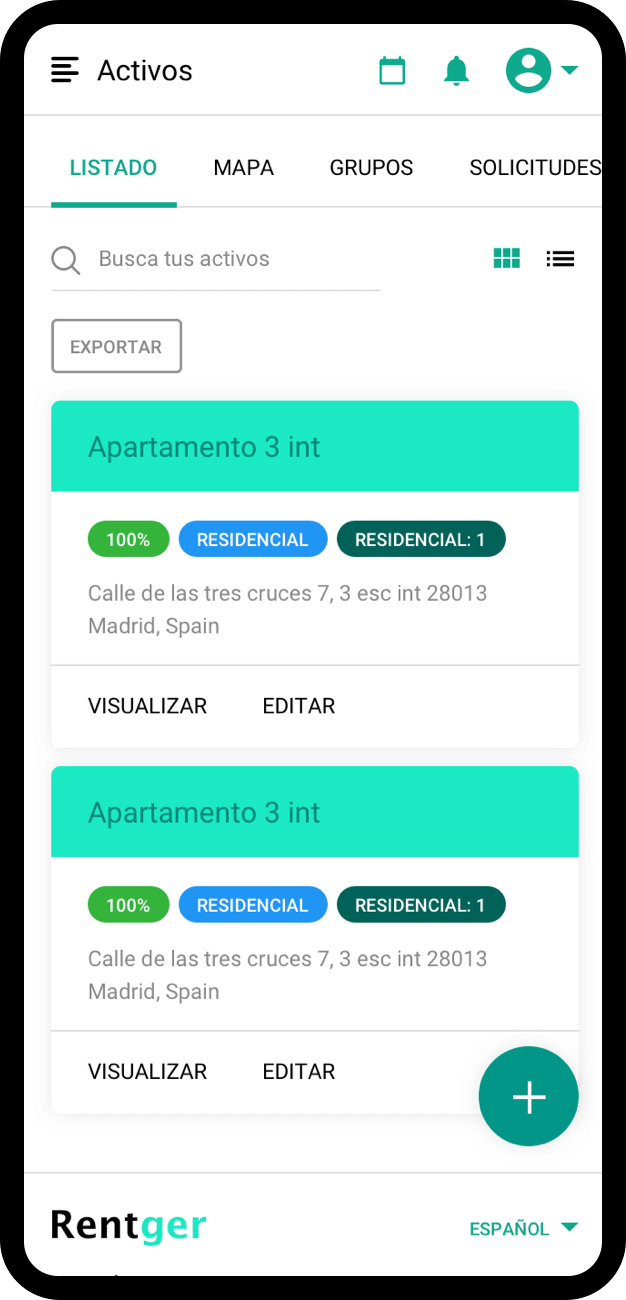 Activos
LISTADO MAPA GRUPOS SOLICITUDES
Busca tus activos
EXPORTAR
Apartamento 3 int
100% RESIDENCIAL RESIDENCIAL: 1
Calle de las tres cruces 7, 3 esc int 28013
Madrid, Spain
VISUALIZAR EDITAR
Apartamento 3 int
100% RESIDENCIAL RESIDENCIAL: 1
Calle de las tres cruces 7, 3 esc int 28013
Madrid, Spain
VISUALIZAR EDITAR
Rentger
ESPAÑOL